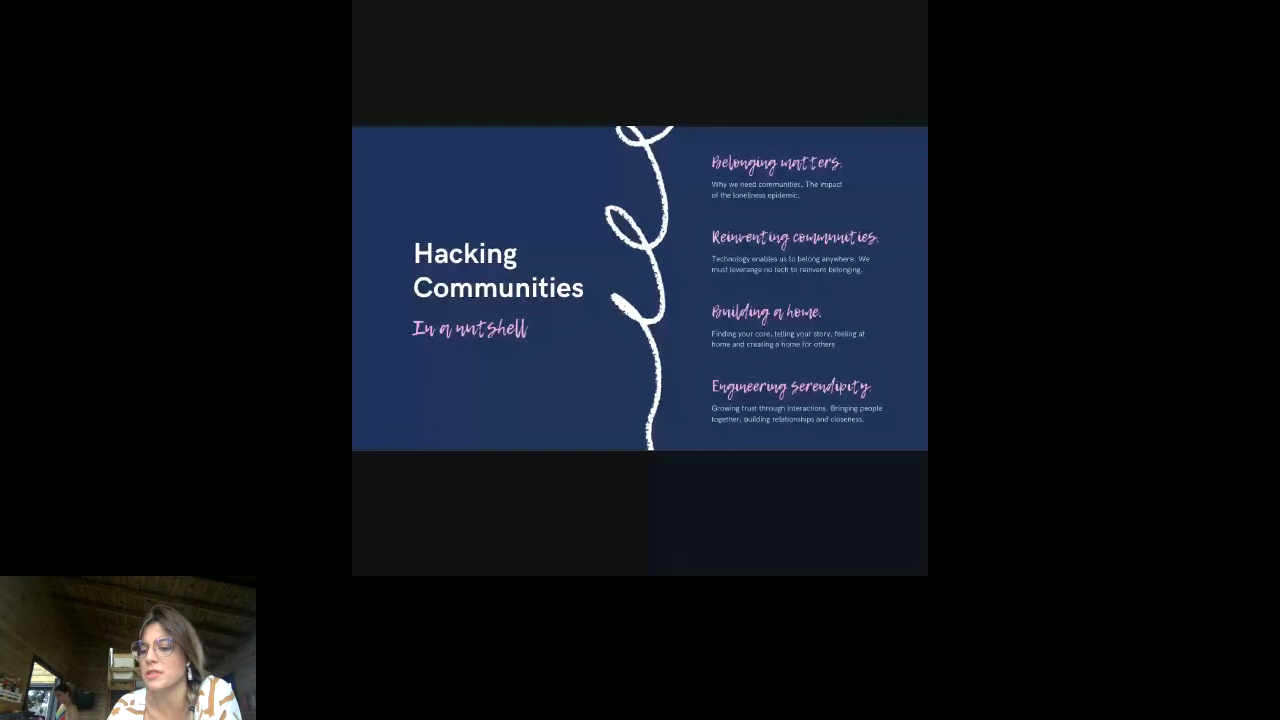 Hacking
Communities
In a nutshell
Belonging matters.
Why we need communities. The impact
of the loneliness epidemic.
Reinventing communities.
Technology enables us to belong anywhere. We
must leverange no tech to reinvent belonging.
Building a home.
Finding your core, telling your story, feeling at
home and creating a home for others
Engineering serendipity.
Growing trust through interactions. Bringing people
together, building relationships and closeness.